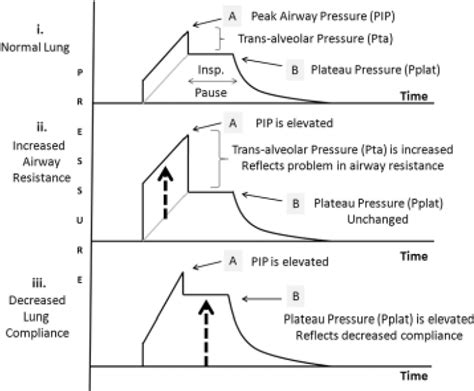 i.
Normal Lung
A
Peak Airway Pressure (PIP)
Trans-alveolar Pressure (Pta)
Insp.
Pause
B
Plateau Pressure (Pplat)
Time
PRESSURE
ii.
Increased
Airway
Resistance
A
PIP is elevated
Trans-alveolar Pressure (Pta) is increased
Reflects problem in airway resistance
B
Plateau Pressure (Pplat)
Unchanged
Time
iii.
Decreased
Lung
Compliance
A
PIP is elevated
B
Plateau Pressure (Pplat) is elevated
Reflects decreased compliance
Time